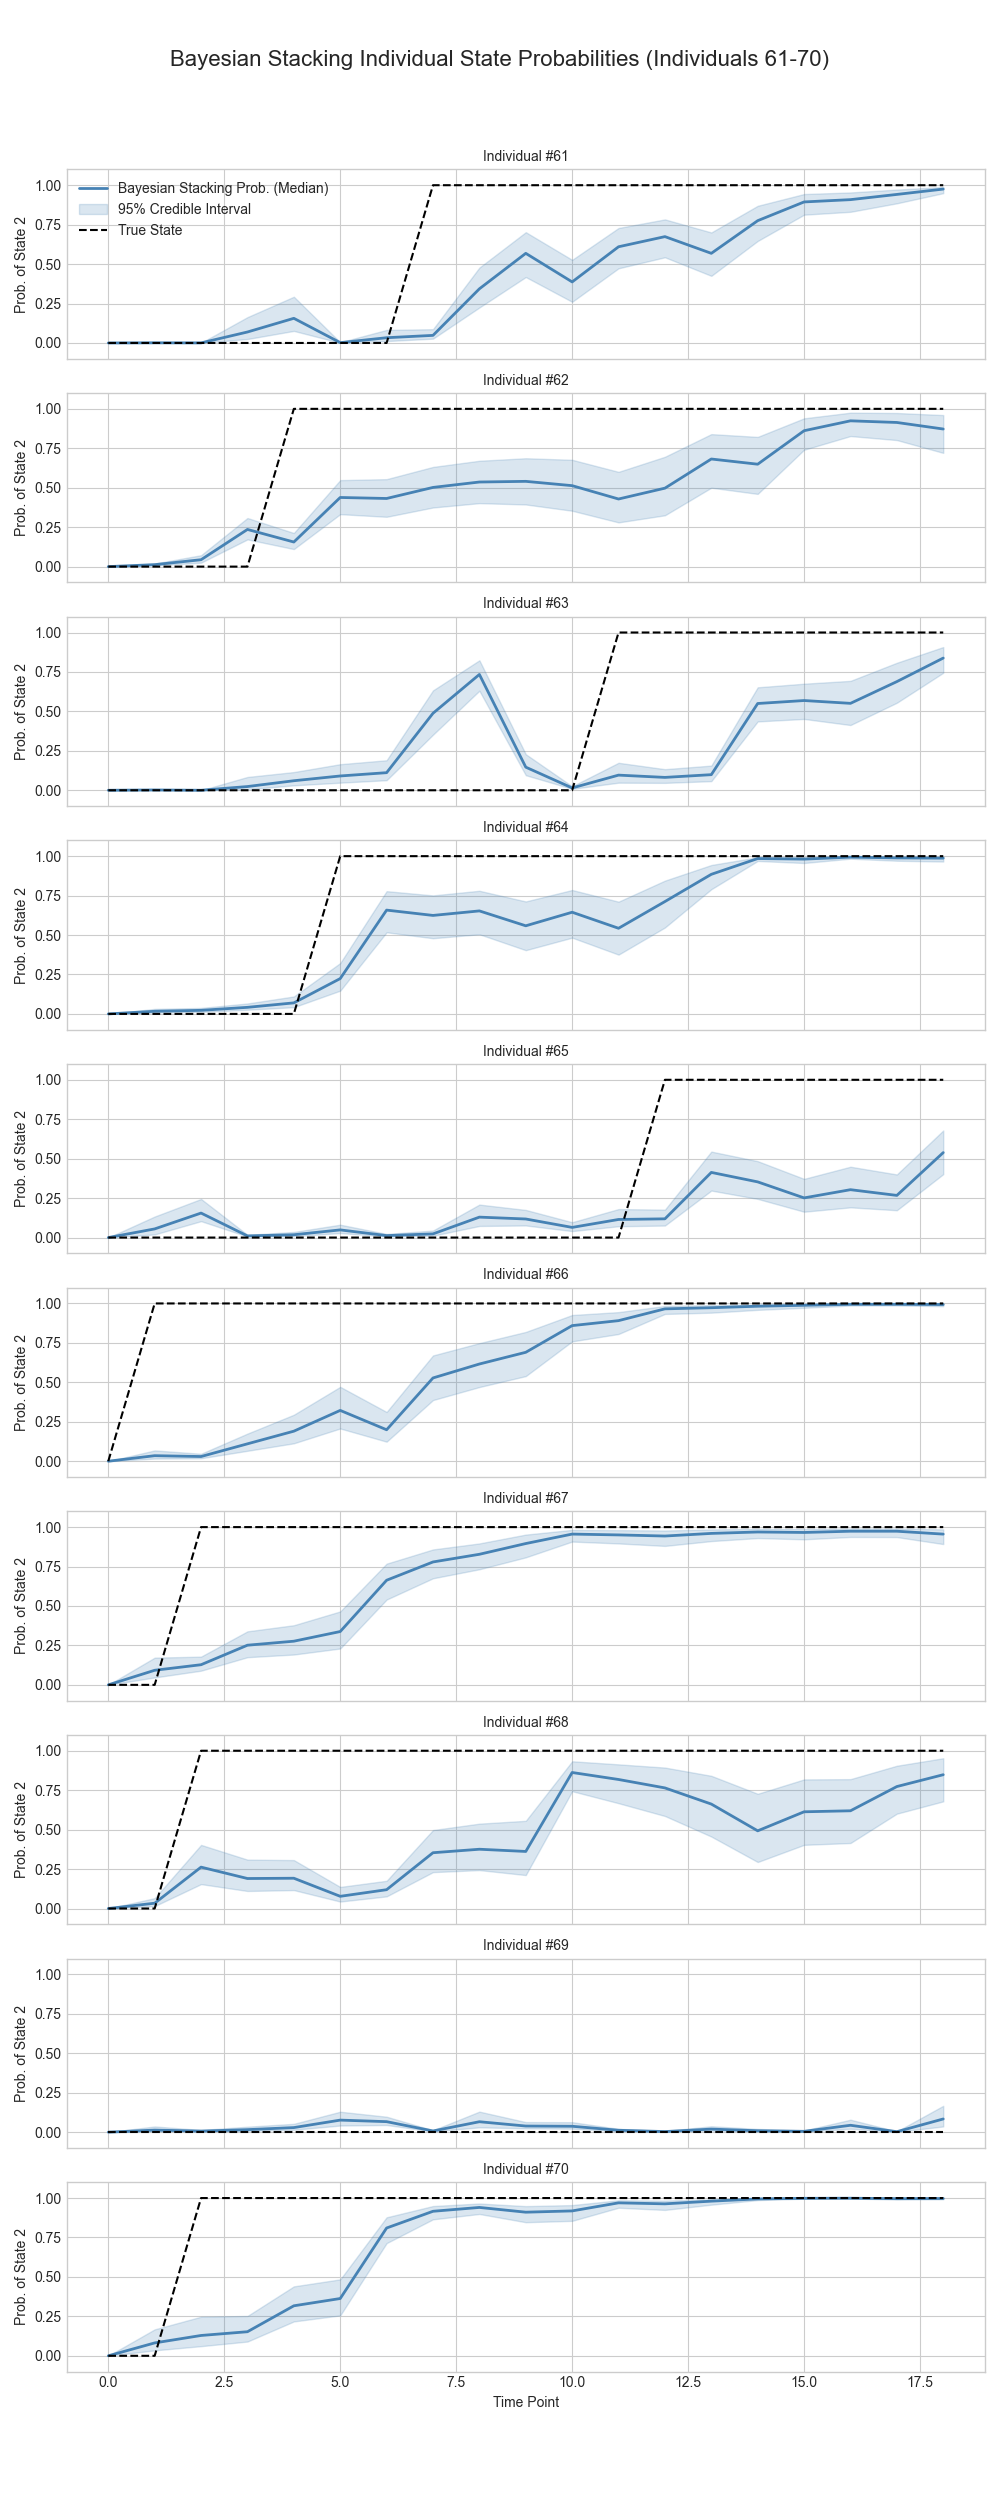 Bayesian Stacking Individual State Probabilities (Individuals 61-70)
Individual #61
1.00
0.75
0.50
0.25
0.00
Prob. of State 2
Bayesian Stacking Prob. (Median)
95% Credible Interval
True State
Individual #62
1.00
0.75
0.50
0.25
0.00
Prob. of State 2
Individual #63
1.00
0.75
0.50
0.25
0.00
Prob. of State 2
Individual #64
1.00
0.75
0.50
0.25
0.00
Prob. of State 2
Individual #65
1.00
0.75
0.50
0.25
0.00
Prob. of State 2
Individual #66
1.00
0.75
0.50
0.25
0.00
Prob. of State 2
Individual #67
1.00
0.75
0.50
0.25
0.00
Prob. of State 2
Individual #68
1.00
0.75
0.50
0.25
0.00
Prob. of State 2
Individual #69
1.00
0.75
0.50
0.25
0.00
Prob. of State 2
Individual #70
1.00
0.75
0.50
0.25
0.00
Prob. of State 2
0.0 2.5 5.0 7.5 10.0 12.5 15.0 17.5
Time Point